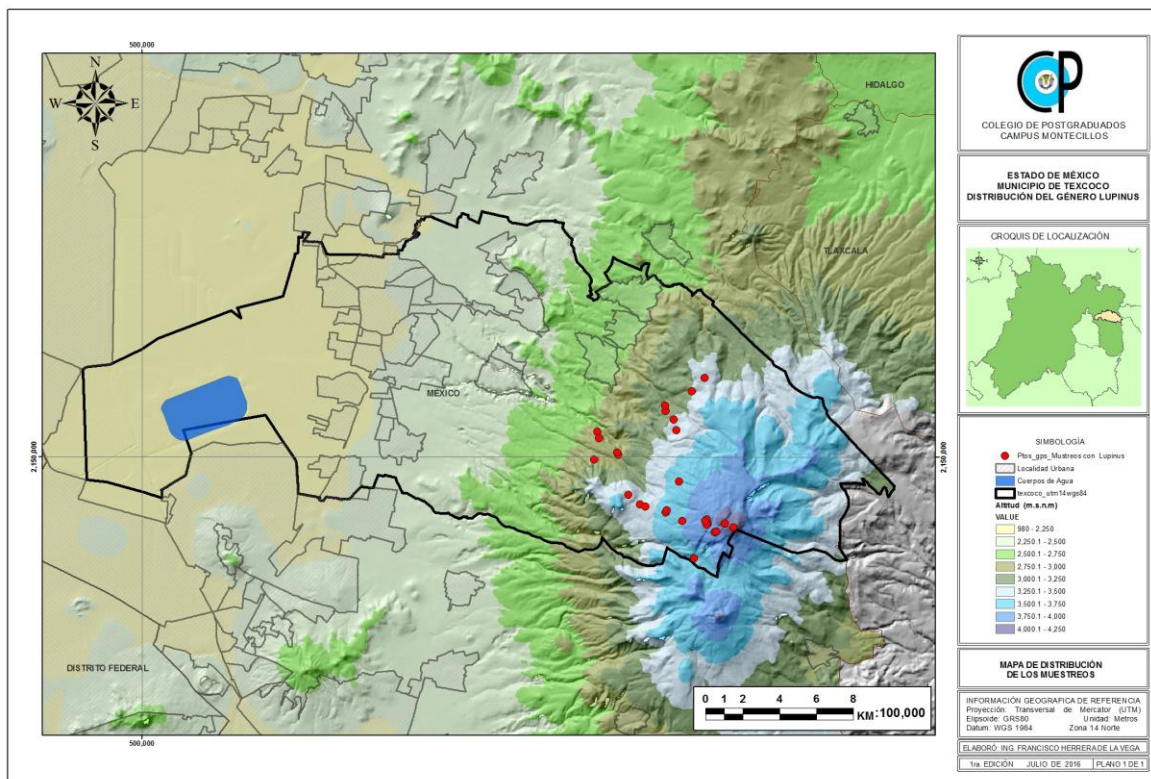 500,000
N
W E
S
HIDALGO
TLAXCALA
MÉXICO
2,150,000
2,150,000
DISTRITO FEDERAL
0 1 2 4 6 8
KM 1:100,000
500,000
CP
COLEGIO DE POSTGRADUADOS
CAMPUS MONTECILLOS
ESTADO DE MÉXICO
MUNICIPIO DE TEXCOCO
DISTRIBUCIÓN DEL GÉNERO LUPINUS
CROQUIS DE LOCALIZACIÓN
SIMBOLOGÍA
Ptos_gps_Mustreos con Lupinus
Localidad Urbana
Cuerpos de Agua
texcoco_utm14wgs84
Altitud (m.s.n.m)
VALUE
980 - 2,250
2,250.1 - 2,500
2,500.1 - 2,750
2,750.1 - 3,000
3,000.1 - 3,250
3,250.1 - 3,500
3,500.1 - 3,750
3,750.1 - 4,000
4,000.1 - 4,250
MAPA DE DISTRIBUCIÓN
DE LOS MUESTREOS
INFORMACIÓN GEOGRAFICA DE REFERENCIA
Proyección: Transversal de Mercator (UTM)
Elipsoide: GRS80 Unidad: Metros
Datum: WGS 1984 Zona 14 Norte
ELABORÓ: ING. FRANCISCO HERRERA DE LA VEGA
1ra. EDICIÓN JULIO DE 2016 PLANO 1 DE 1